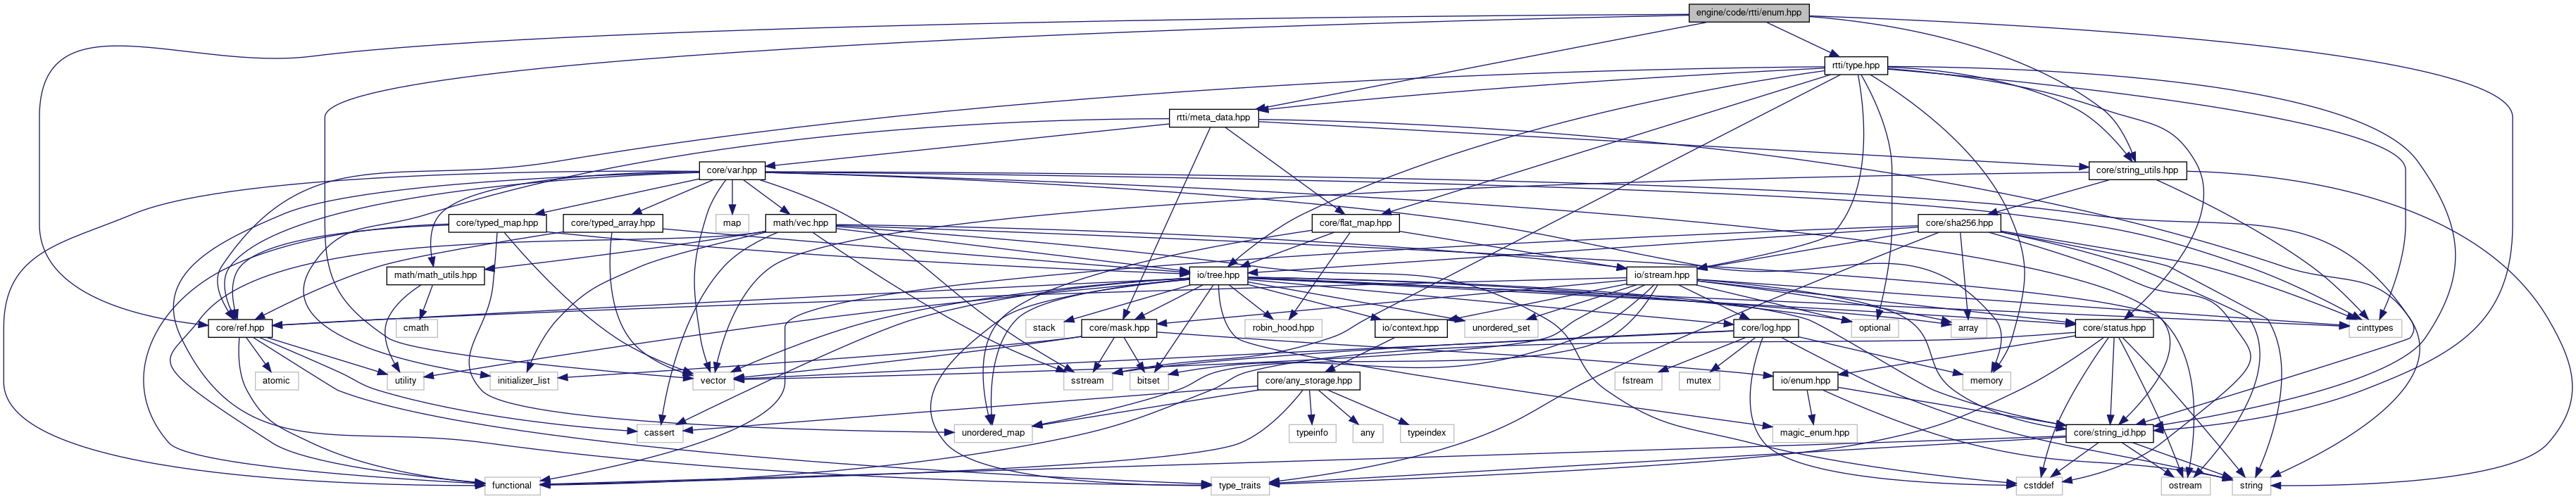 engine/code/rtti/enum.hpp
rtti/type.hpp
rtti/meta_data.hpp
core/var.hpp
core/string_utils.hpp
core/typed_map.hpp
core/typed_array.hpp
map
math/vec.hpp
core/flat_map.hpp
core/sha256.hpp
math/math_utils.hpp
io/tree.hpp
io/stream.hpp
core/ref.hpp
cmath
stack
core/mask.hpp
robin_hood.hpp
io/context.hpp
unordered_set
core/log.hpp
optional
array
core/status.hpp
cinttypes
atomic
utility
initializer_list
vector
sstream
bitset
core/any_storage.hpp
fstream
mutex
io/enum.hpp
memory
cassert
unordered_map
typeinfo
any
typeindex
magic_enum.hpp
core/string_id.hpp
functional
type_traits
cstddef
ostream
string